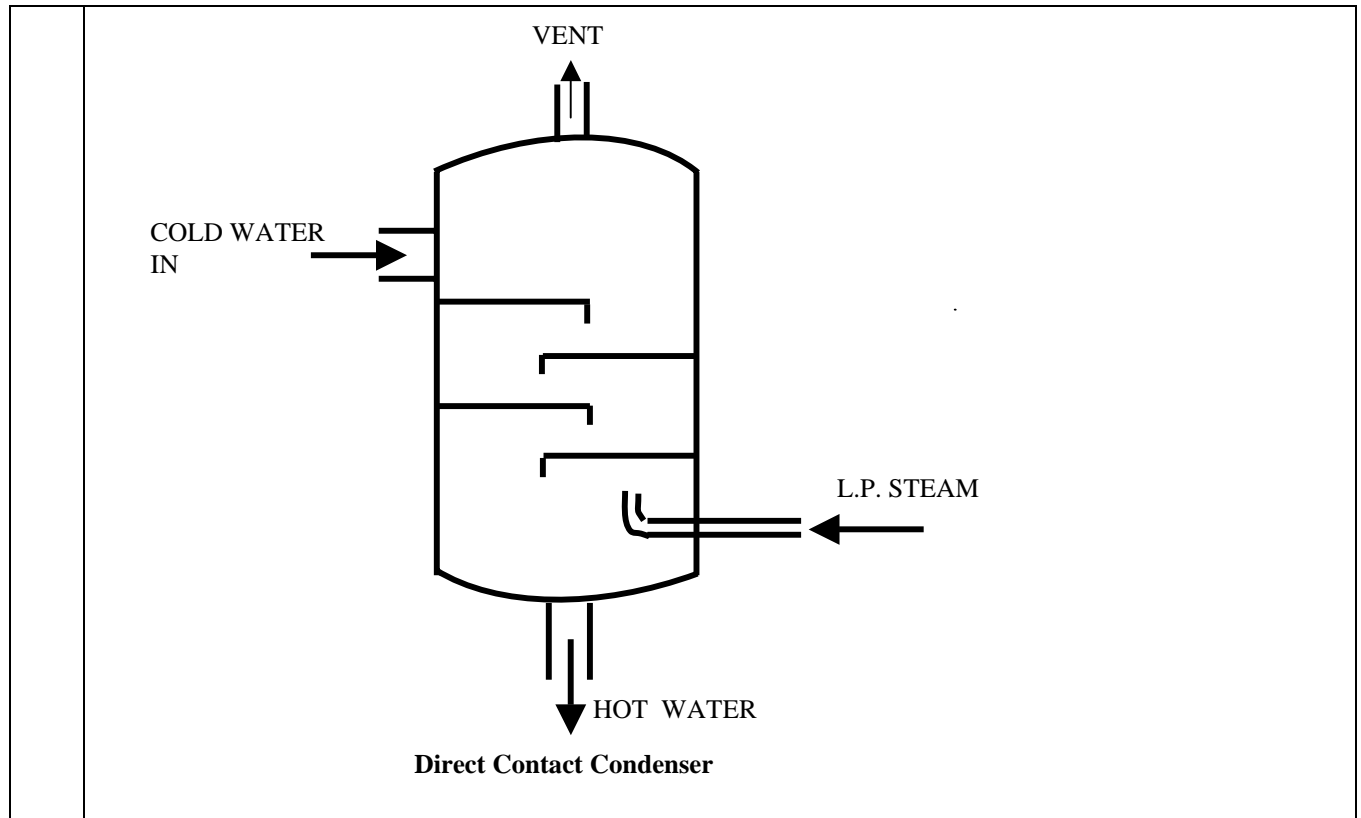 VENT
COLD WATER
IN
L.P. STEAM
HOT WATER
Direct Contact Condenser